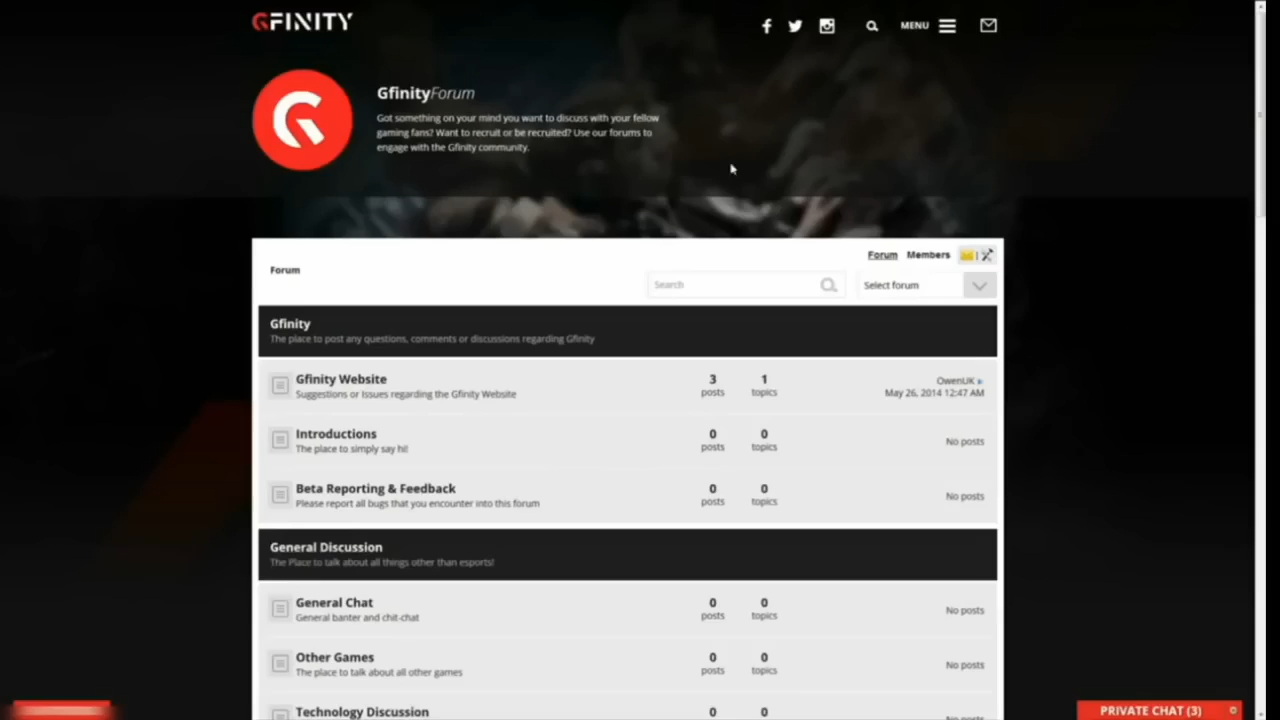 GFINITY
MENU
GfinityForum
Got something on your mind you want to discuss with your fellow
gaming fans? Want to recruit or be recruited? Use our forums to
engage with the Gfinity community.
Forum Members
Forum
Search
Select forum
Gfinity
The place to post any questions, comments or discussions regarding Gfinity
Gfinity Website
Suggestions or Issues regarding the Gfinity Website
3 posts
1 topics
OwenUK
May 26, 2014 12:47 AM
Introductions
The place to simply say hi!
0 posts
0 topics
No posts
Beta Reporting & Feedback
Please report all bugs that you encounter into this forum
0 posts
0 topics
No posts
General Discussion
The Place to talk about all things other than esports!
General Chat
General banter and chit-chat
0 posts
0 topics
No posts
Other Games
The place to talk about all other games
0 posts
0 topics
No posts
Technology Discussion
0
0
PRIVATE CHAT (3)